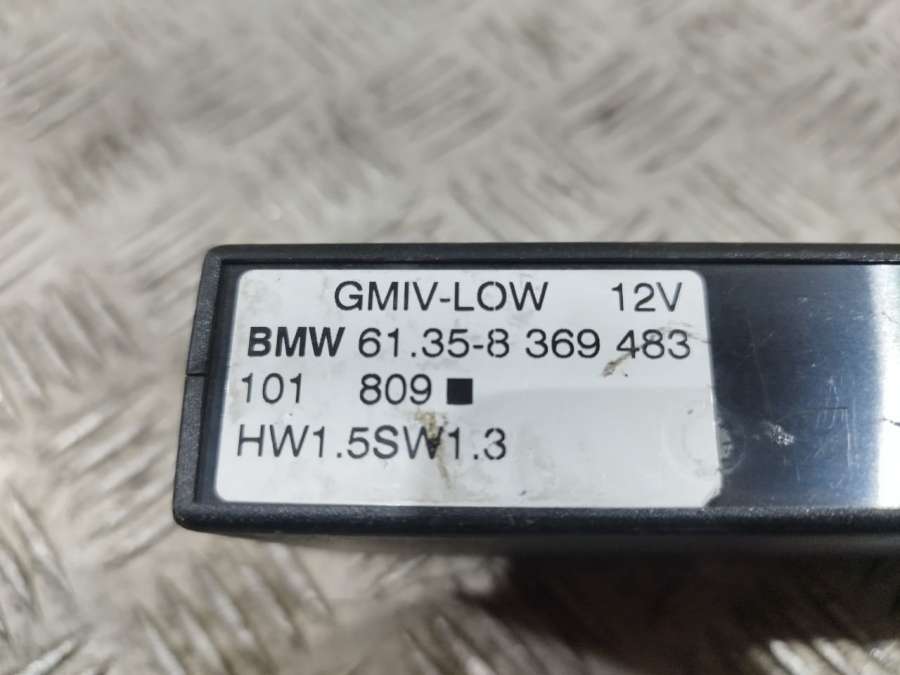 GMIV-LOW 12V
BMW 61.35-8 369 483
101 809 ■
HW1.5SW1.3